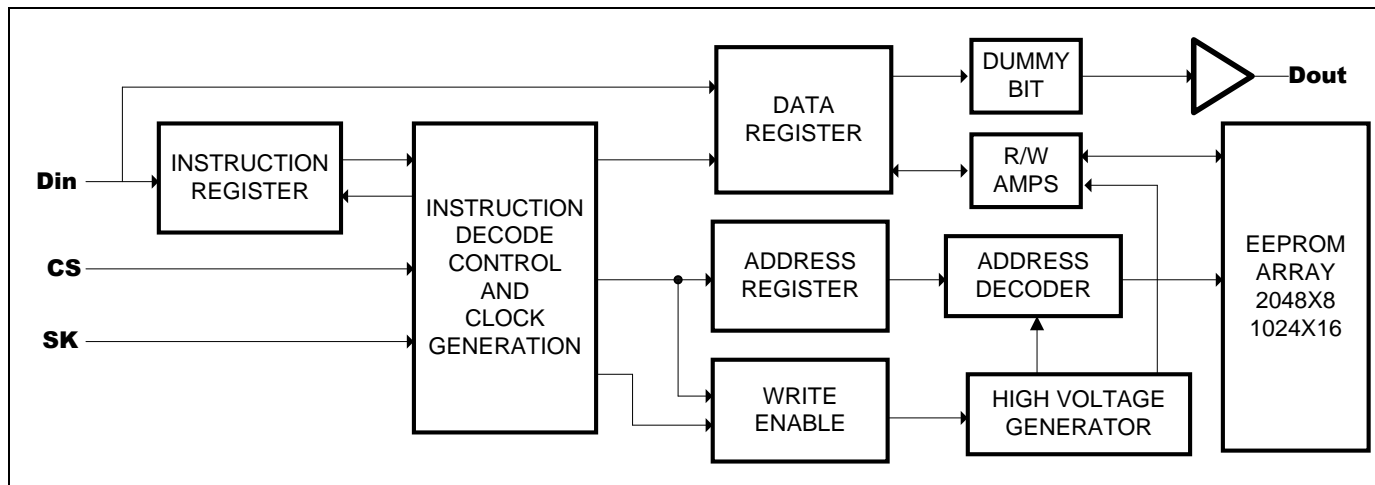 DUMMY
BIT
Dout
DATA
REGISTER
INSTRUCTION
REGISTER
Din
R/W
AMPS
INSTRUCTION
DECODE
CONTROL
AND
CLOCK
GENERATION
CS
SK
ADDRESS
REGISTER
ADDRESS
DECODER
EEPROM
ARRAY
2048X8
1024X16
WRITE
ENABLE
HIGH VOLTAGE
GENERATOR